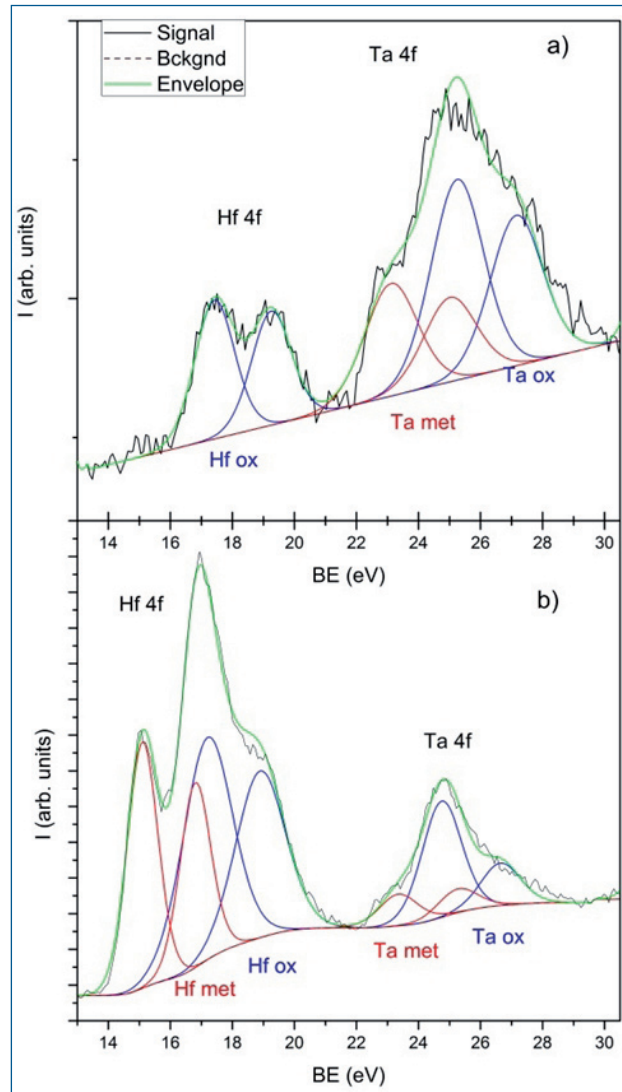 Signal
Bckgnd
Envelope
a)
Ta 4f
Hf 4f
I (arb. units)
Ta ox
Ta met
Hf ox
14 16 18 20 22 24 26 28 30
BE (eV)
b)
Hf 4f
Ta 4f
I (arb. units)
Ta met
Ta ox
Hf ox
Hf met
14 16 18 20 22 24 26 28 30
BE (eV)